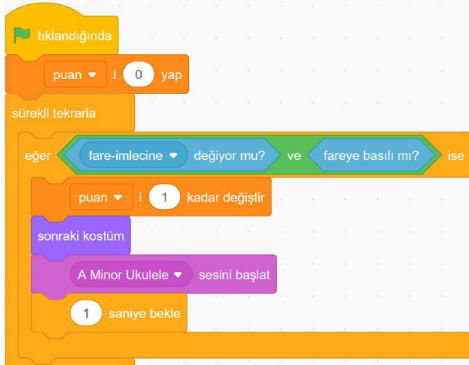 tıklandığında
puan i 0 yap
sürekli tekrarla
eğer fare-imlecine değiyor mu? ve fareye basılı mı? ise
puan i 1 kadar değiştir
sonraki kostüm
A Minor Ukulele sesini başlat
1 saniye bekle